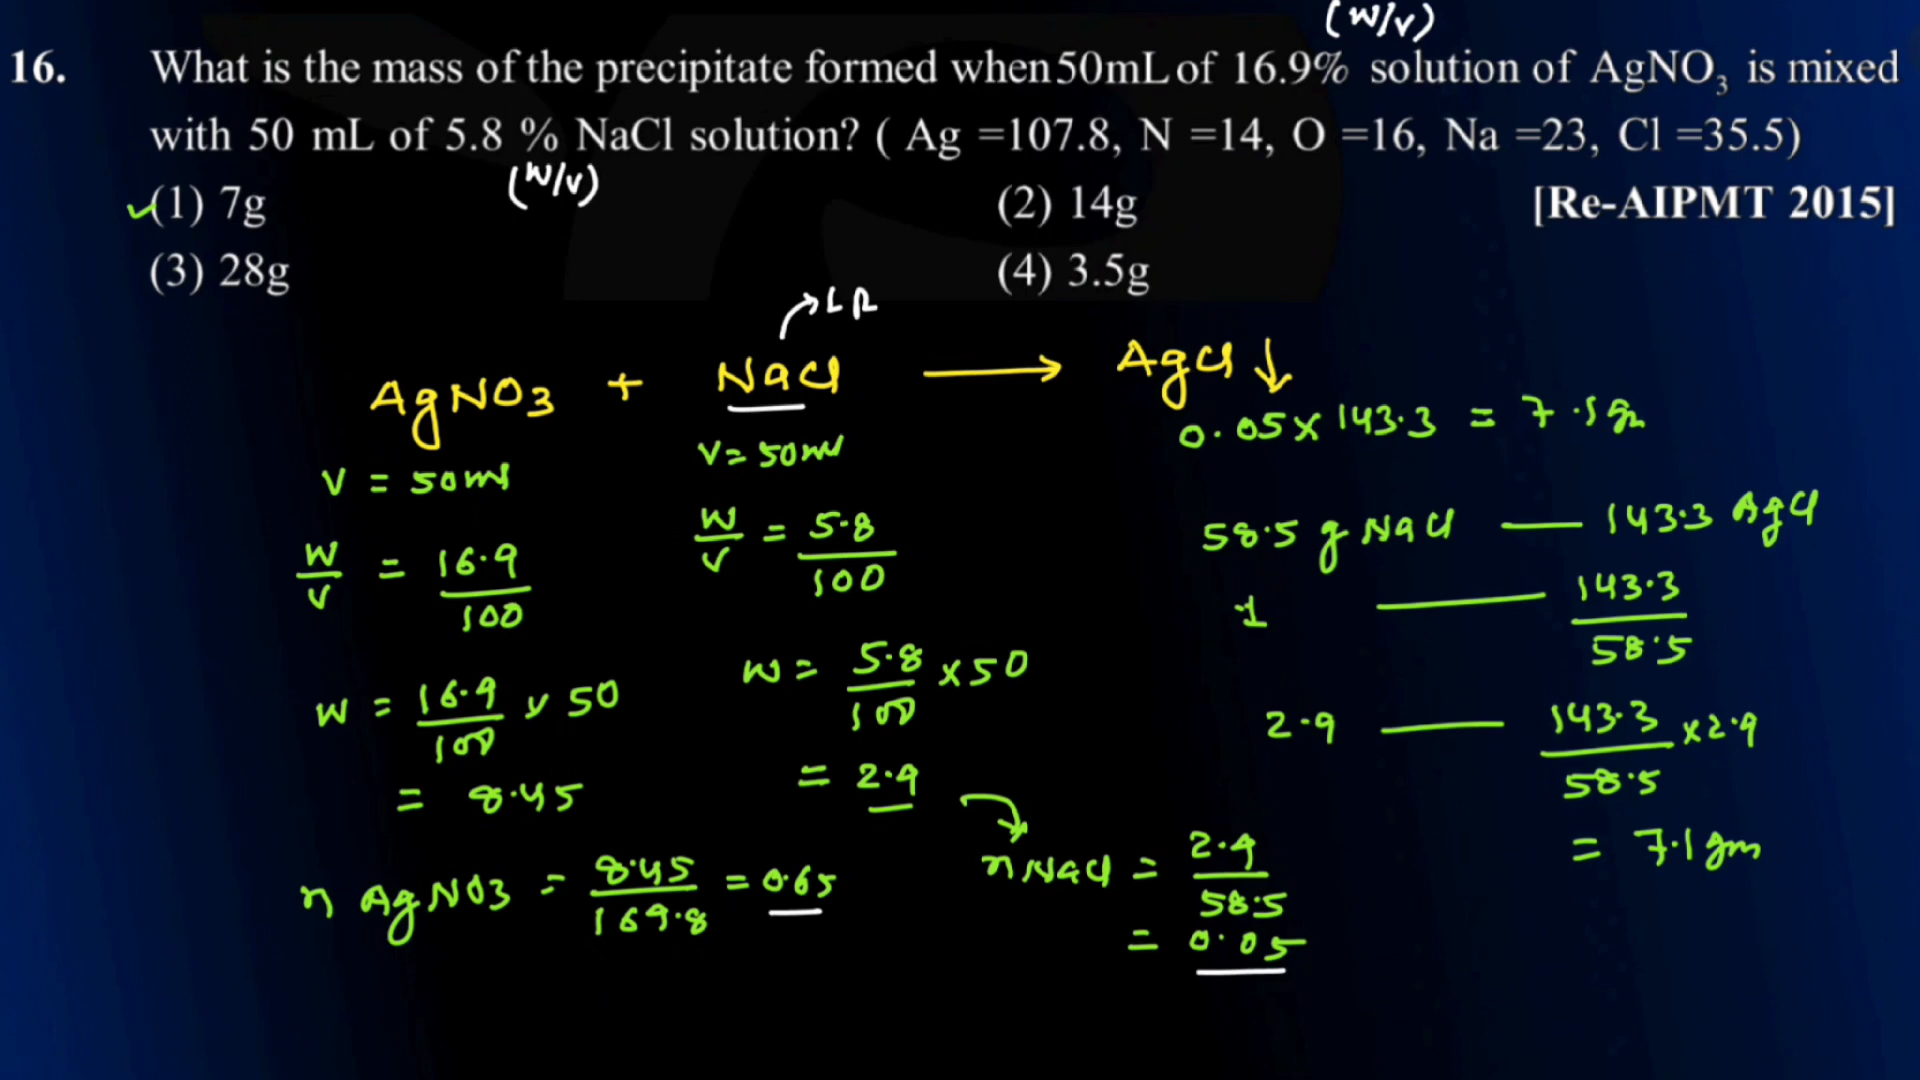 (w/v)
16. What is the mass of the precipitate formed when 50mL of 16.9% solution of AgNO₃ is mixed
with 50 mL of 5.8 % NaCl solution? ( Ag =107.8, N =14, O =16, Na =23, Cl =35.5)
(w/v)
✓(1) 7g (2) 14g [Re-AIPMT 2015]
(3) 28g (4) 3.5g
→LR
AgNO3 + NaCl ⟶ AgCl ↓
0.05 × 143.3 = 7.1 gm
V = 50ml
V = 50ml
W/V = 16.9/100
W/V = 5.8/100
58.5 g NaCl — 143.3 AgCl
1 — 143.3/58.5
W = 16.9/100 × 50
W = 5.8/100 × 50
2.9 — 143.3/58.5 × 2.9
= 8.45
= 2.9
= 7.1 gm
n AgNO3 = 8.45/169.8 = 0.65
n NaCl = 2.9/58.5
= 0.05